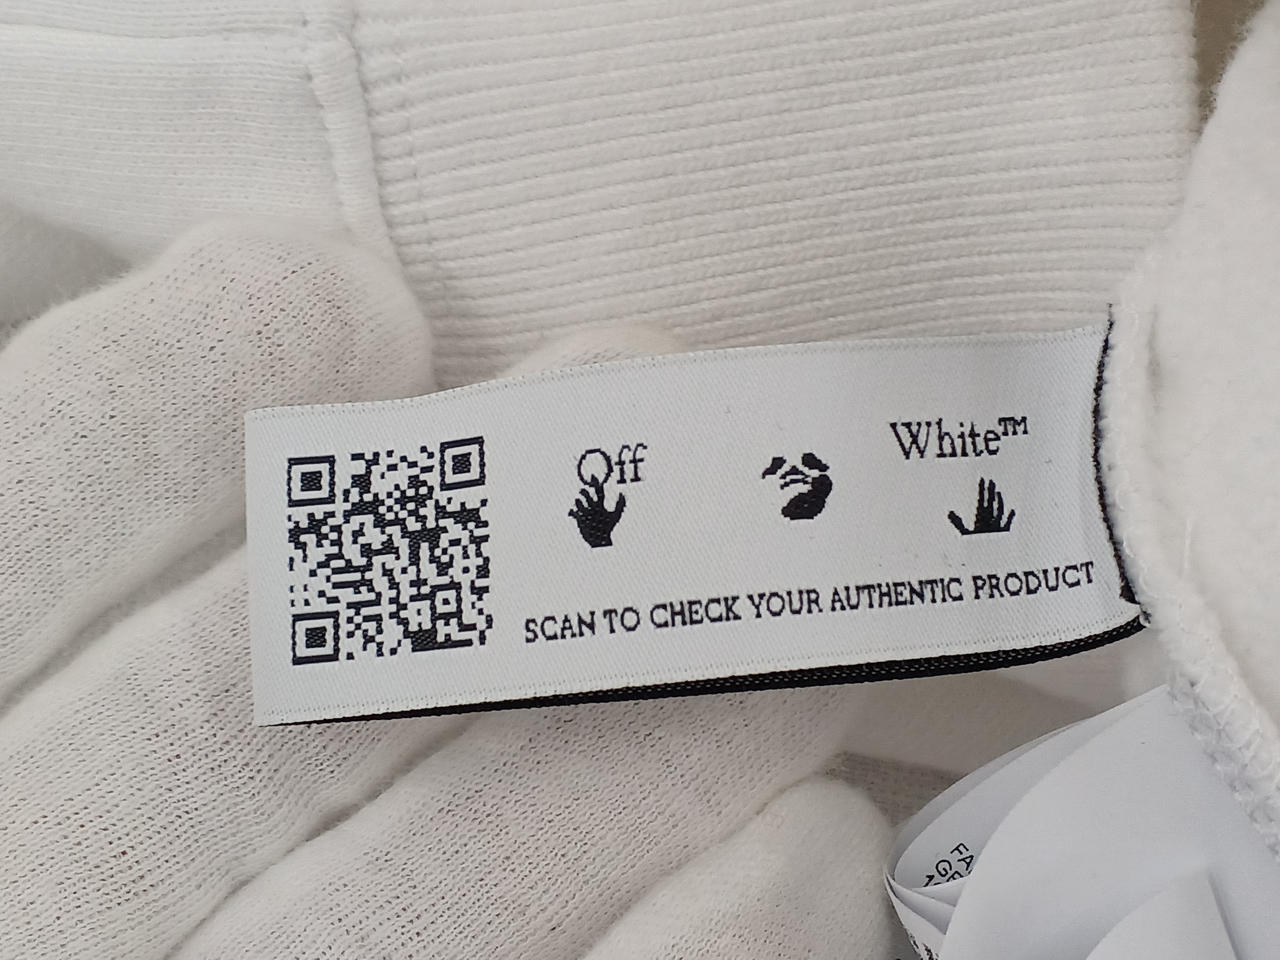 Off
White™
SCAN TO CHECK YOUR AUTHENTIC PRODUCT